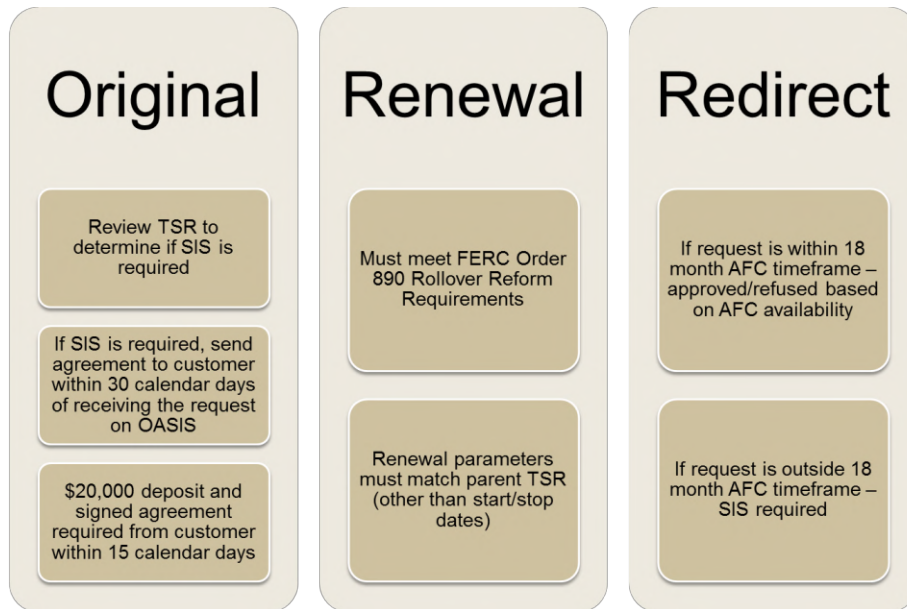 Original
Review TSR to
determine if SIS is
required
If SIS is required, send
agreement to customer
within 30 calendar days
of receiving the request
on OASIS
$20,000 deposit and
signed agreement
required from customer
within 15 calendar days
Renewal
Must meet FERC Order
890 Rollover Reform
Requirements
Renewal parameters
must match parent TSR
(other than start/stop
dates)
Redirect
If request is within 18
month AFC timeframe –
approved/refused based
on AFC availability
If request is outside 18
month AFC timeframe –
SIS required